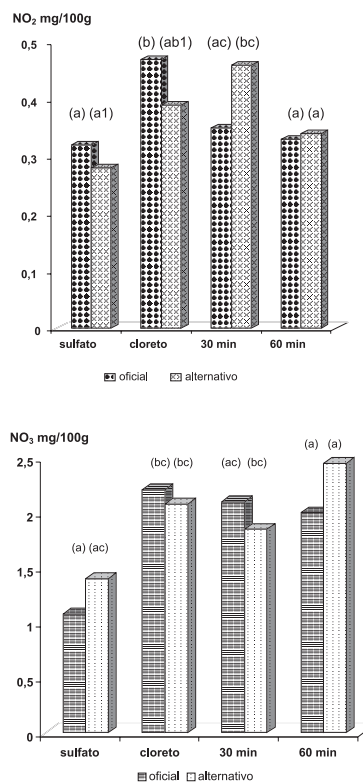 NO₂ mg/100g
0,5
(b) (ab1)
(ac) (bc)
0,4
(a) (a1)
(a) (a)
0,3
0,2
0,1
0
sulfato cloreto 30 min 60 min
oficial alternativo
NO₃ mg/100g
(a) (a)
2,5
(bc) (bc) (ac) (bc)
2
(a) (ac)
1,5
1
0,5
0
sulfato cloreto 30 min 60 min
oficial alternativo